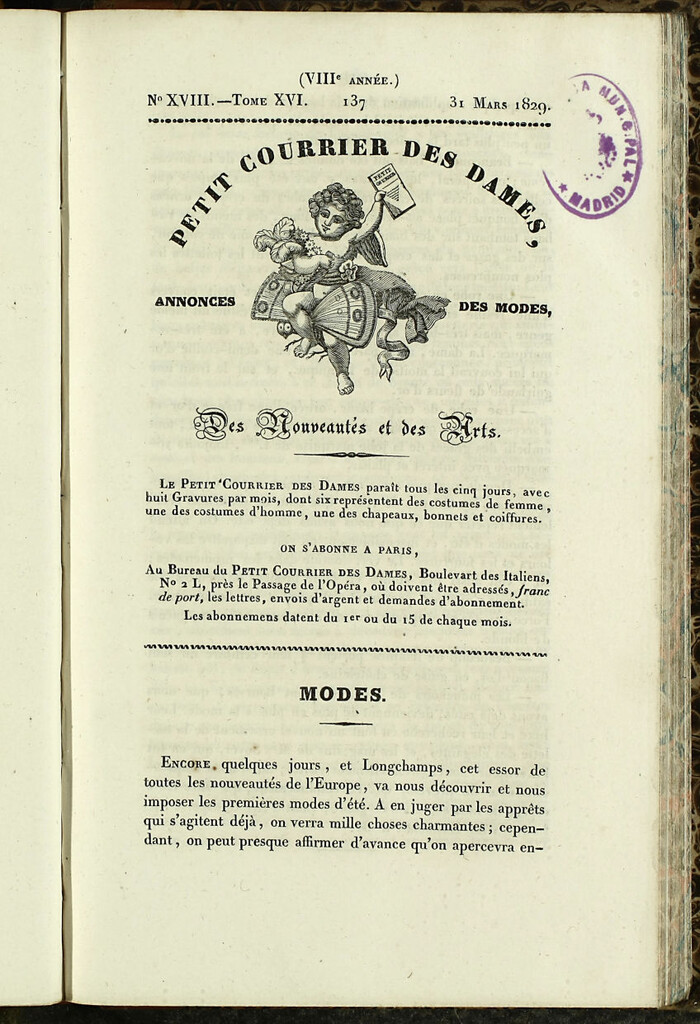 (VIIIe ANNÉE.)
No XVIII.—TOME XVI. 137 31 MARS 1829.
PETIT COURRIER DES DAMES,
PETIT
ANNONCES DES MODES,
Des Nouveautés et des Arts.
LE PETIT COURRIER DES DAMES paraît tous les cinq jours, avec
huit Gravures par mois, dont six représentent des costumes de femme,
une des costumes d'homme, une des chapeaux, bonnets et coiffures.
ON S'ABONNE A PARIS,
Au Bureau du PETIT COURRIER DES DAMES, Boulevart des Italiens,
No 2 L, près le Passage de l'Opéra, où doivent être adressés, franc
de port, les lettres, envois d'argent et demandes d'abonnement.
Les abonnemens datent du 1er ou du 15 de chaque mois.
MODES.
ENCORE quelques jours, et Longchamps, cet essor de
toutes les nouveautés de l'Europe, va nous découvrir et nous
imposer les premières modes d'été. A en juger par les apprêts
qui s'agitent déjà, on verra mille choses charmantes; cepen-
dant, on peut presque affirmer d'avance qu'on apercevra en-
MUNICIPAL
★ MADRID ★